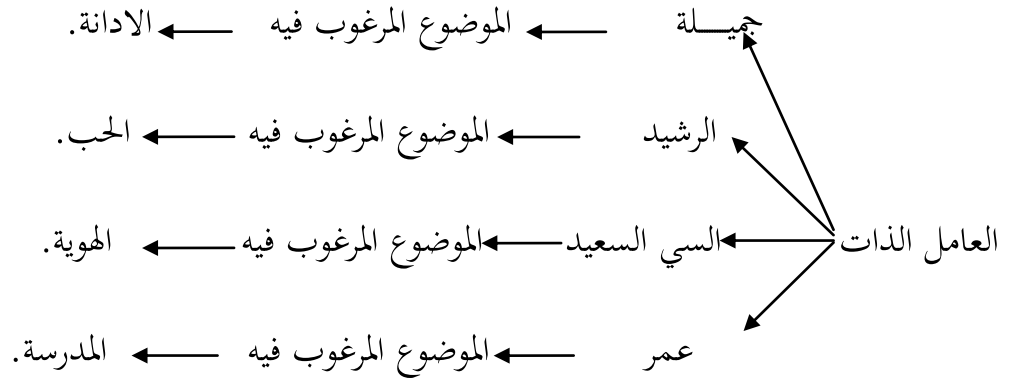 جميلة الموضوع المرغوب فيه الادانة.
الرشيد الموضوع المرغوب فيه الحب.
العامل الذات السي السعيد الموضوع المرغوب فيه الهوية.
عمر الموضوع المرغوب فيه المدرسة.